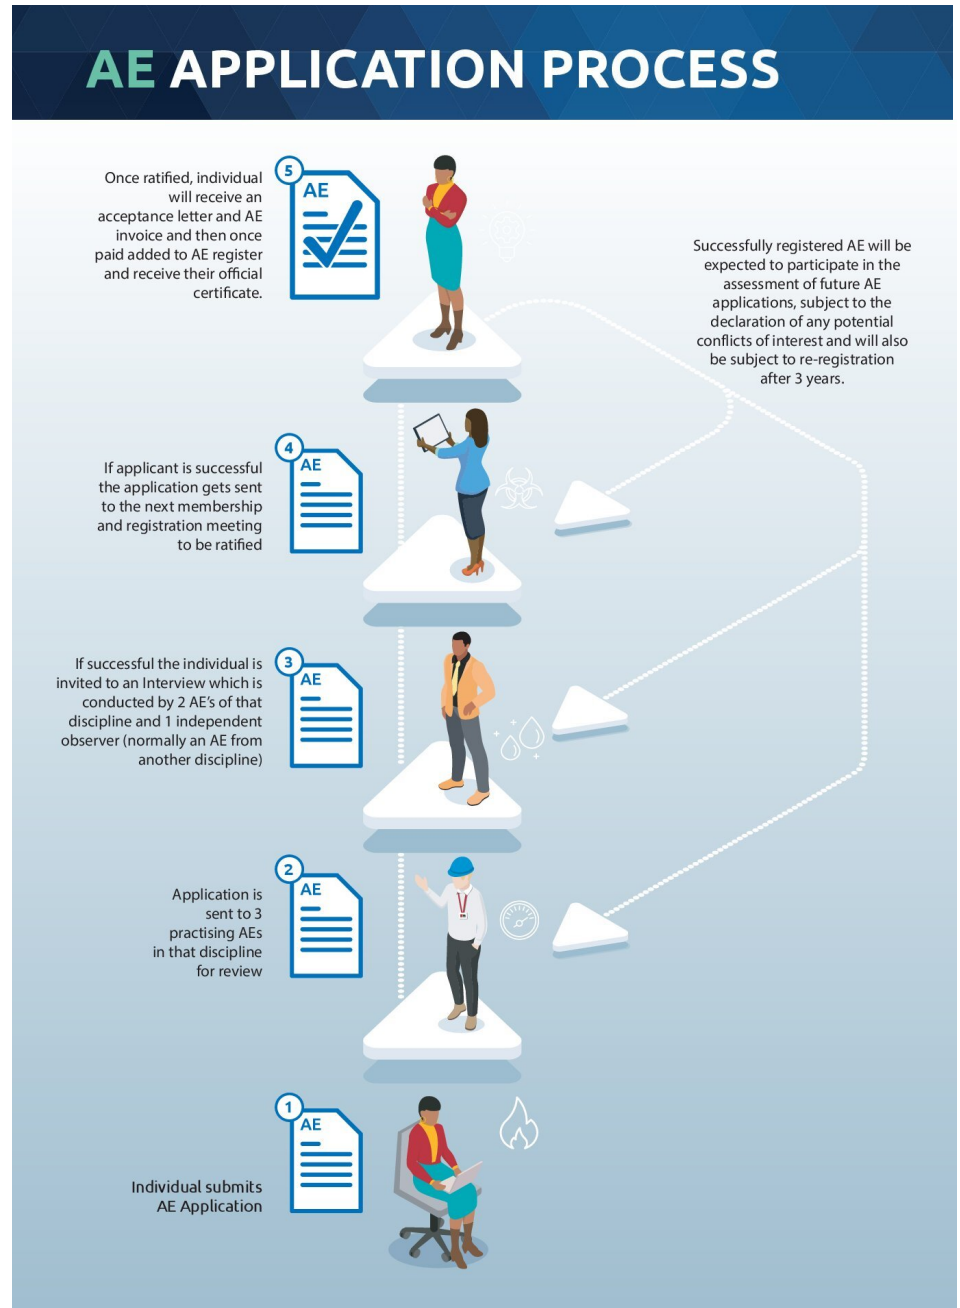 AE APPLICATION PROCESS
5
AE
Once ratified, individual
will receive an
acceptance letter and AE
invoice and then once
paid added to AE register
and receive their official
certificate.
Successfully registered AE will be
expected to participate in the
assessment of future AE
applications, subject to the
declaration of any potential
conflicts of interest and will also
be subject to re-registration
after 3 years.
4
AE
If applicant is successful
the application gets sent
to the next membership
and registration meeting
to be ratified
3
AE
If successful the individual is
invited to an Interview which is
conducted by 2 AE's of that
discipline and 1 independent
observer (normally an AE from
another discipline)
2
AE
Application is
sent to 3
practising AEs
in that discipline
for review
1
AE
Individual submits
AE Application